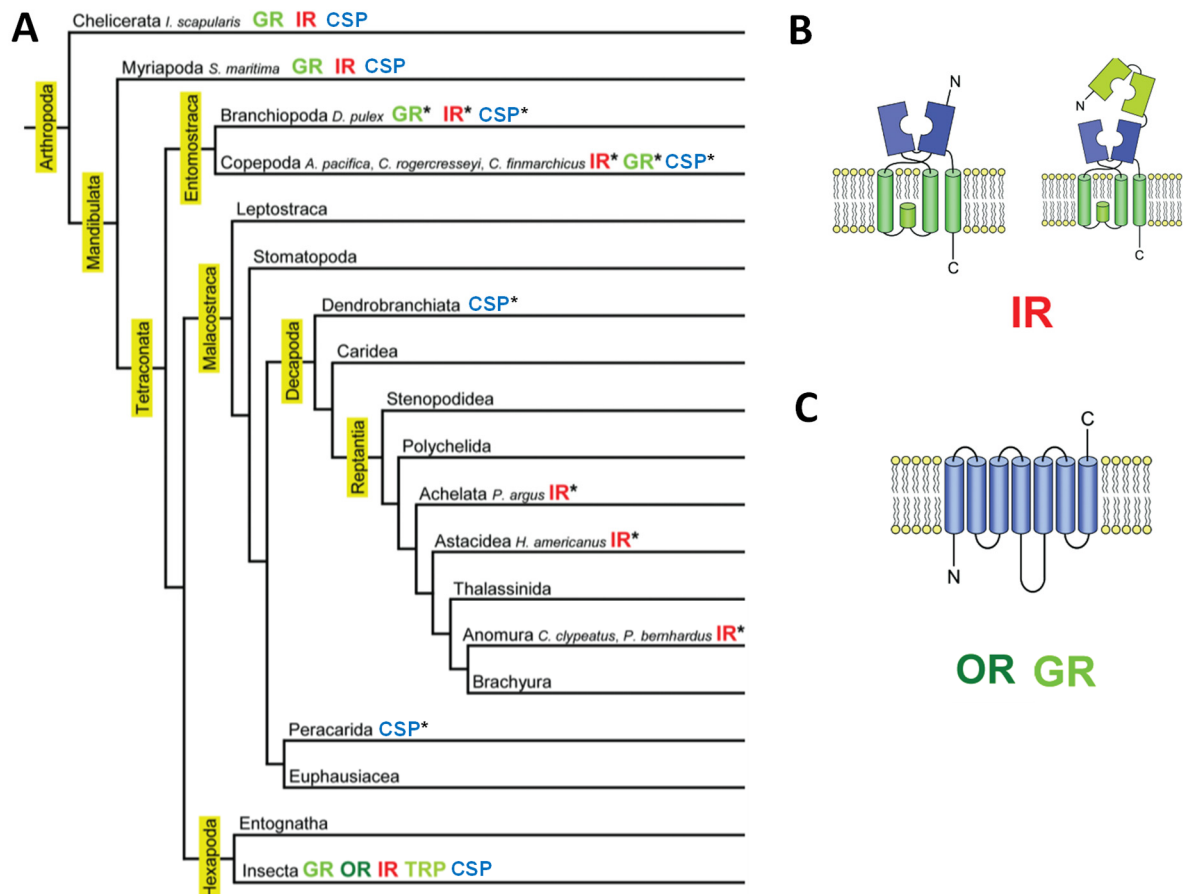 A
Chelicerata I. scapularis GR IR CSP
Myriapoda S. maritima GR IR CSP
Arthropoda
Entomostraca
Branchiopoda D. pulex GR* IR* CSP*
Copepoda A. pacifica, C. rogercresseyi, C. finmarchicus IR* GR* CSP*
Mandibulata
Leptostraca
Stomatopoda
Malacostraca
Dendrobranchiata CSP*
Tetraconata
Decapoda
Caridea
Stenopodidea
Reptantia
Polychelida
Achelata P. argus IR*
Astacidea H. americanus IR*
Thalassinida
Anomura C. clypeatus, P. bernhardus IR*
Brachyura
Peracarida CSP*
Euphausiacea
Hexapoda
Entognatha
Insecta GR OR IR TRP CSP
B
N
C
N
C
IR
C
C
N
OR GR